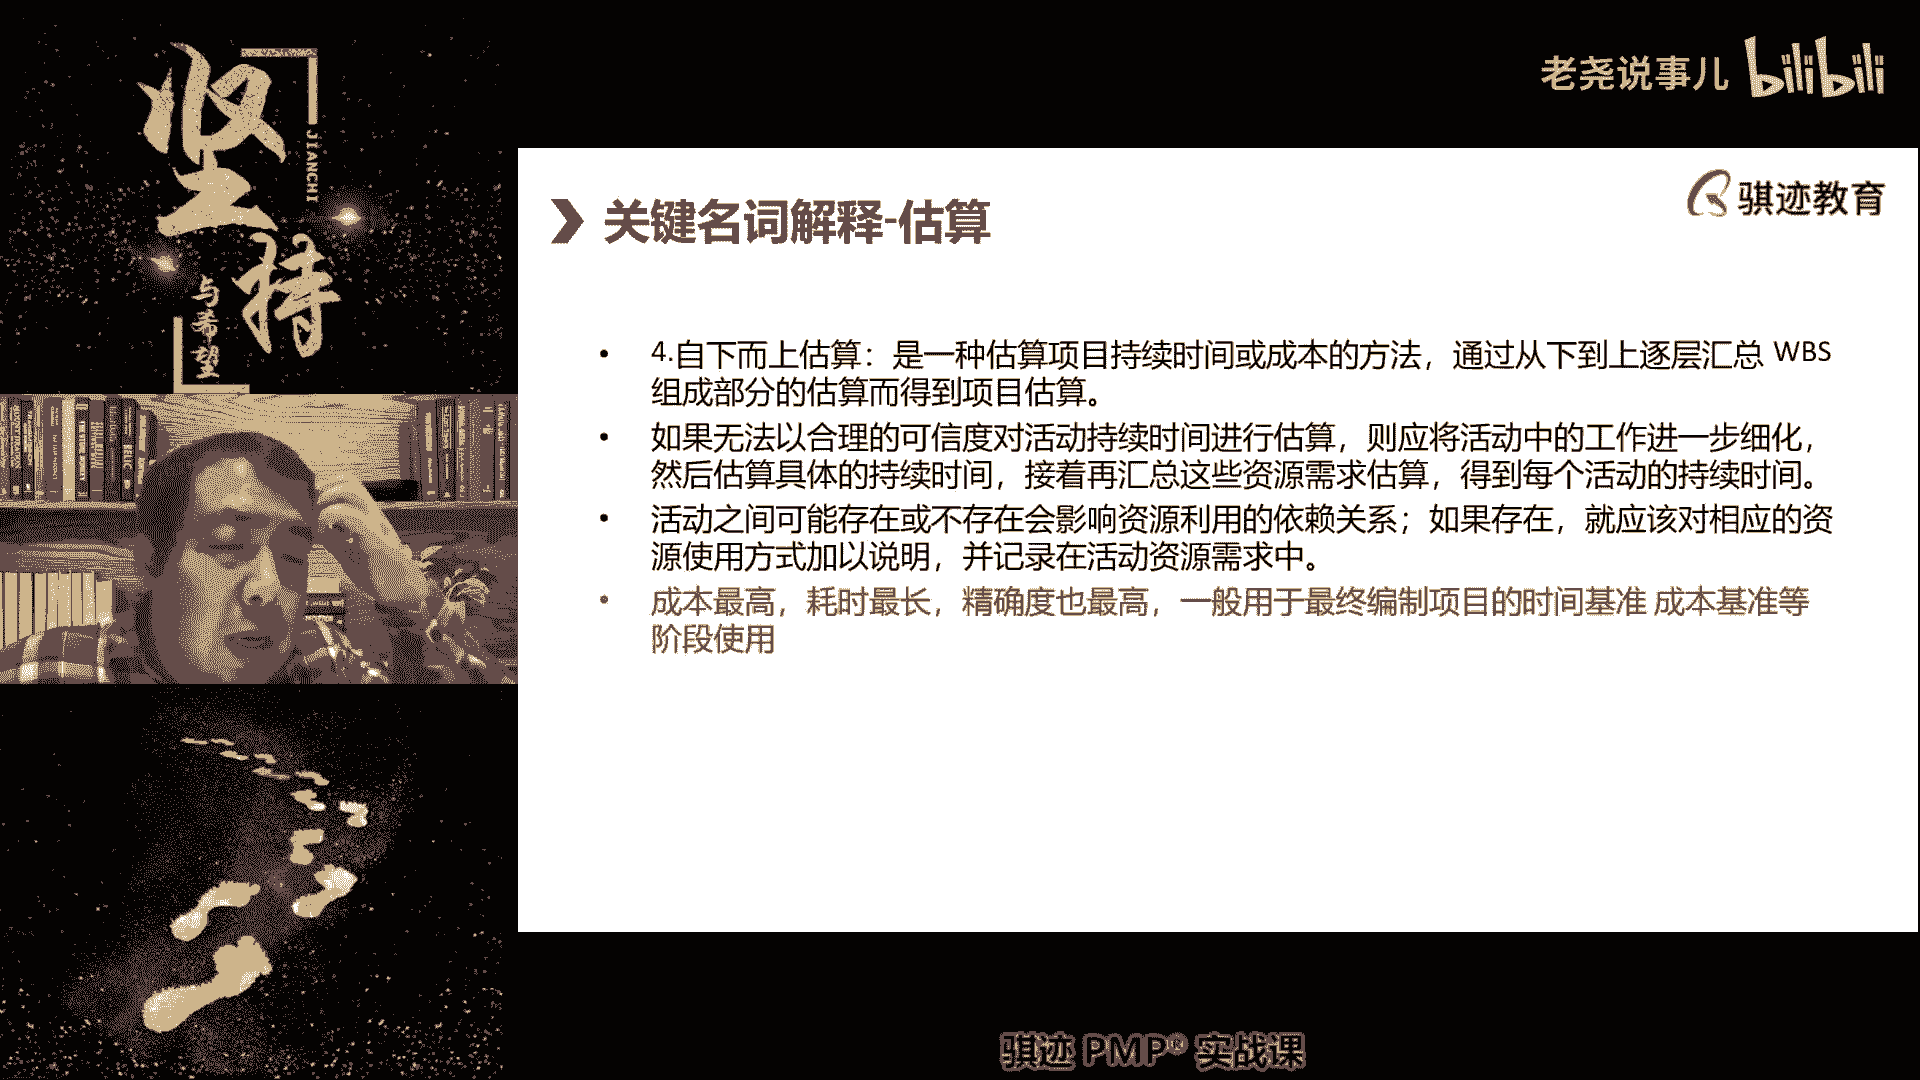 坚持
JIANCHI
与希望
老尧说事儿 bilibili
骐迹教育
关键名词解释-估算
• 4.自下而上估算：是一种估算项目持续时间或成本的方法，通过从下到上逐层汇总 WBS
组成部分的估算而得到项目估算。
• 如果无法以合理的可信度对活动持续时间进行估算，则应将活动中的工作进一步细化，
然后估算具体的持续时间，接着再汇总这些资源需求估算，得到每个活动的持续时间。
• 活动之间可能存在或不存在会影响资源利用的依赖关系；如果存在，就应该对相应的资
源使用方式加以说明，并记录在活动资源需求中。
• 成本最高，耗时最长，精确度也最高，一般用于最终编制项目的时间基准 成本基准等
阶段使用
骐迹 PMP® 实战课